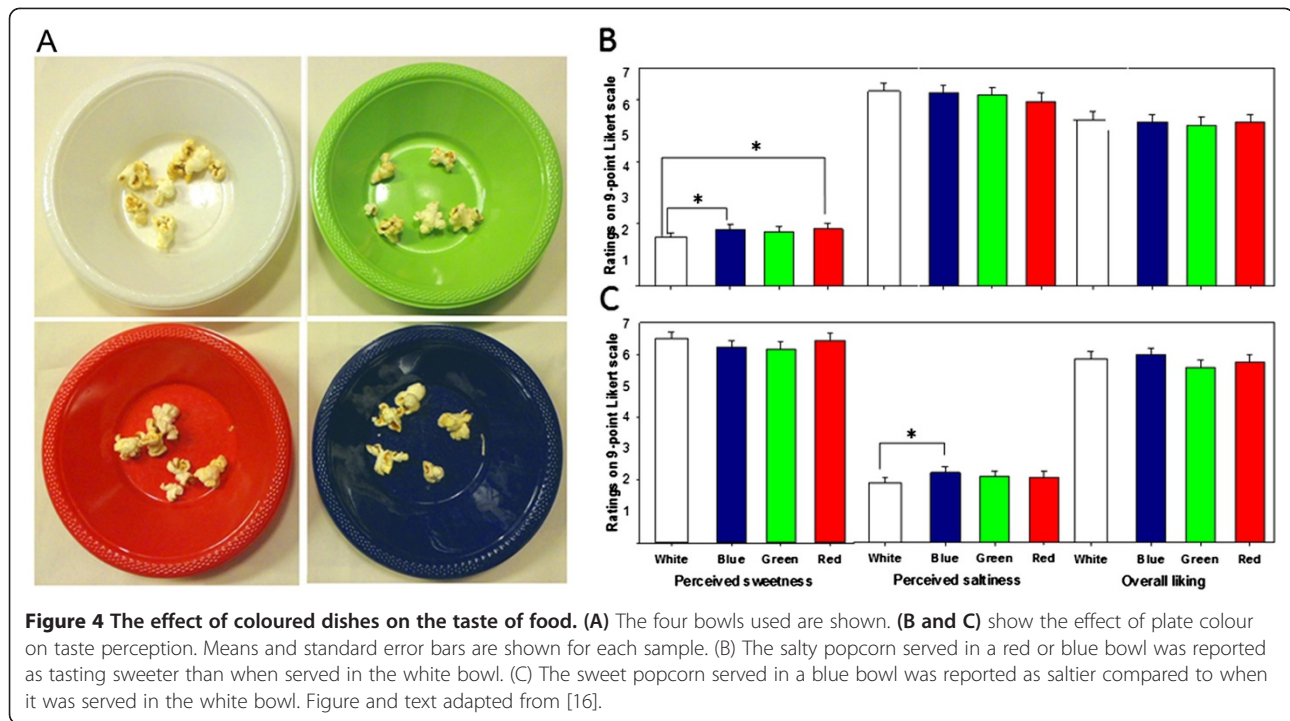 A
B
7
6
5
4
3
2
1
Ratings on 9-point Likert scale
*
*
C
7
6
5
4
3
2
1
Ratings on 9-point Likert scale
*
White Blue Green Red White Blue Green Red White Blue Green Red
Perceived sweetness Perceived saltiness Overall liking
Figure 4 The effect of coloured dishes on the taste of food. (A) The four bowls used are shown. (B and C) show the effect of plate colour
on taste perception. Means and standard error bars are shown for each sample. (B) The salty popcorn served in a red or blue bowl was reported
as tasting sweeter than when served in the white bowl. (C) The sweet popcorn served in a blue bowl was reported as saltier compared to when
it was served in the white bowl. Figure and text adapted from [16].